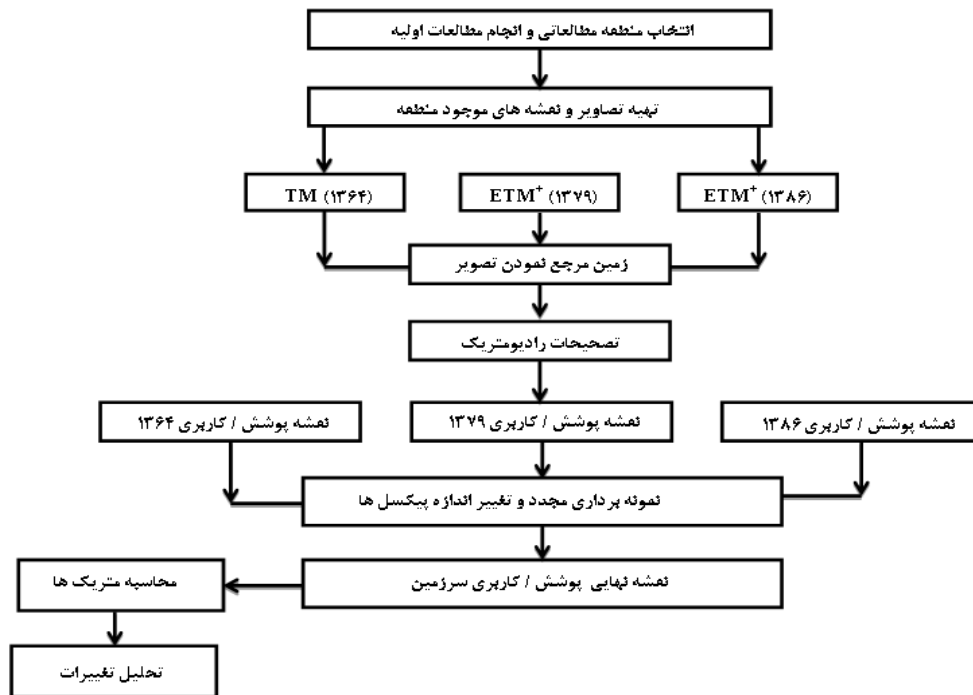 انتخاب منطقه مطالعاتی و انجام مطالعات اولیه
تهیه تصاویر و نقشه های موجود منطقه
TM (۱۳۶۴)
ETM⁺ (۱۳۷۹)
ETM⁺ (۱۳۸۶)
زمین مرجع نمودن تصویر
تصحیحات رادیومتریک
نقشه پوشش / کاربری ۱۳۶۴
نقشه پوشش / کاربری ۱۳۷۹
نقشه پوشش / کاربری ۱۳۸۶
نمونه برداری مجدد و تغییر اندازه پیکسل ها
نقشه نهایی پوشش / کاربری سرزمین
محاسبه متریک ها
تحلیل تغییرات